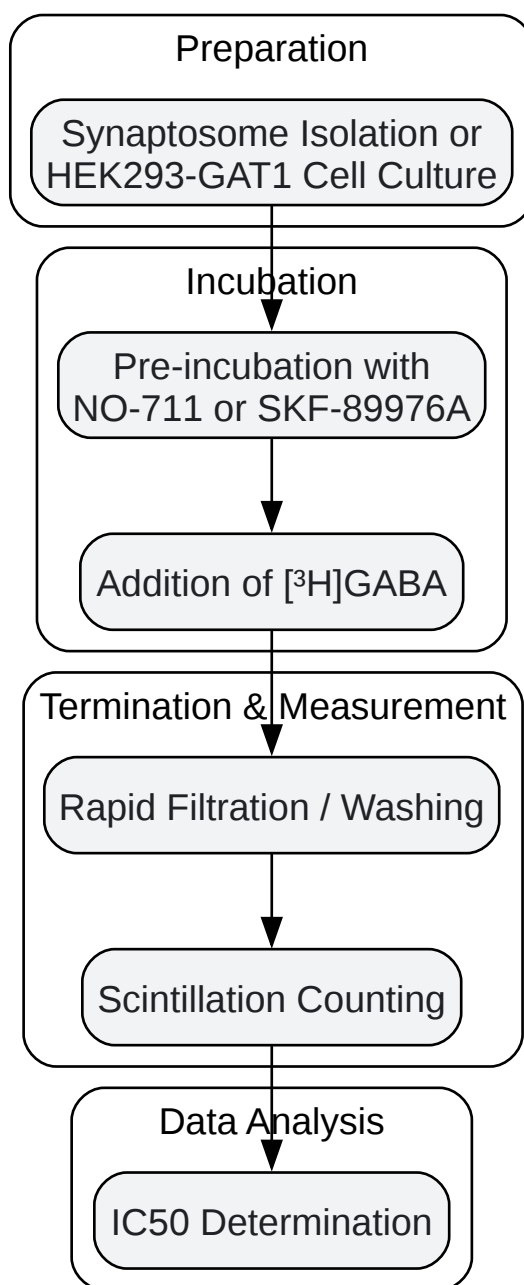 Preparation
Synaptosome Isolation or
HEK293-GAT1 Cell Culture
Incubation
Pre-incubation with
NO-711 or SKF-89976A
Addition of [³H]GABA
Termination & Measurement
Rapid Filtration / Washing
Scintillation Counting
Data Analysis
IC50 Determination